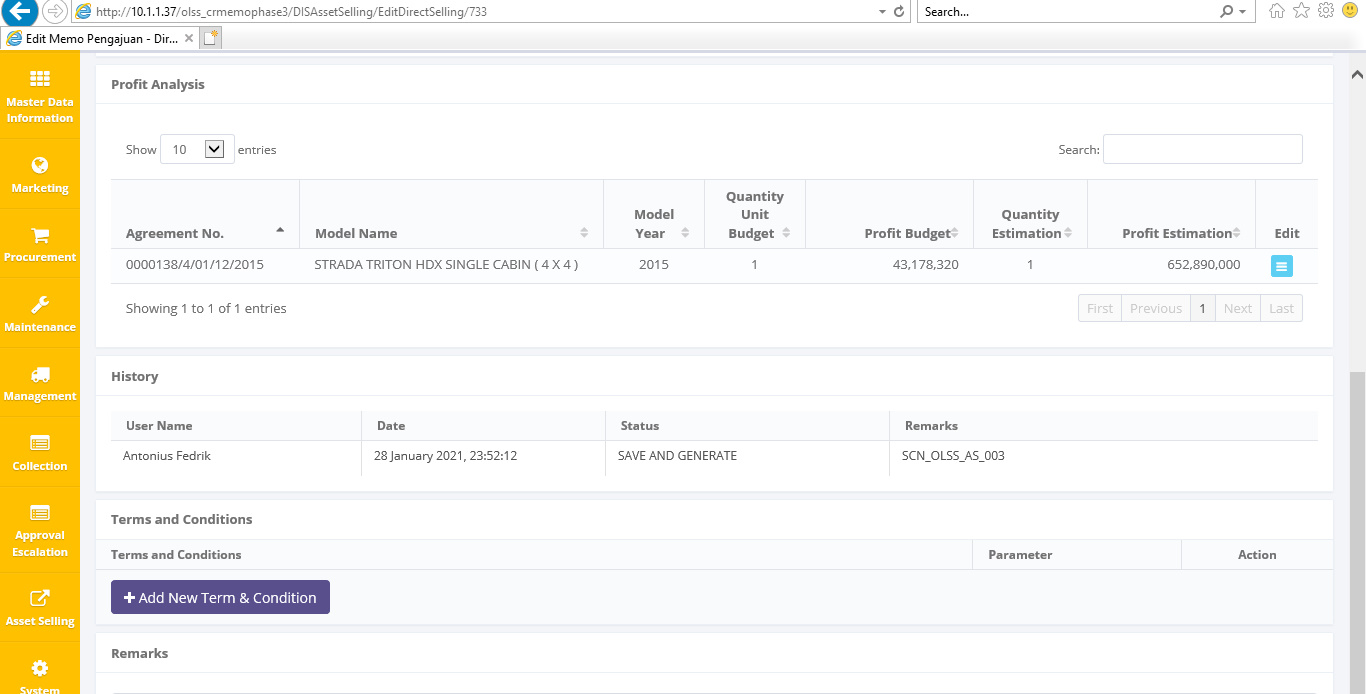 http://10.1.1.37/olss_crmemophase3/DISAssetSelling/EditDirectSelling/733
Search...
Edit Memo Pengajuan - Dir...
Master Data
Information
Marketing
Procurement
Maintenance
Management
Collection
Approval
Escalation
Asset Selling
System
Profit Analysis
Show 10 entries
Search:
Agreement No. Model Name Model Year Quantity Unit Budget Profit Budget Quantity Estimation Profit Estimation Edit
0000138/4/01/12/2015 STRADA TRITON HDX SINGLE CABIN ( 4 X 4 ) 2015 1 43,178,320 1 652,890,000
Showing 1 to 1 of 1 entries
First Previous 1 Next Last
History
User Name Date Status Remarks
Antonius Fedrik 28 January 2021, 23:52:12 SAVE AND GENERATE SCN_OLSS_AS_003
Terms and Conditions
Terms and Conditions Parameter Action
+ Add New Term & Condition
Remarks